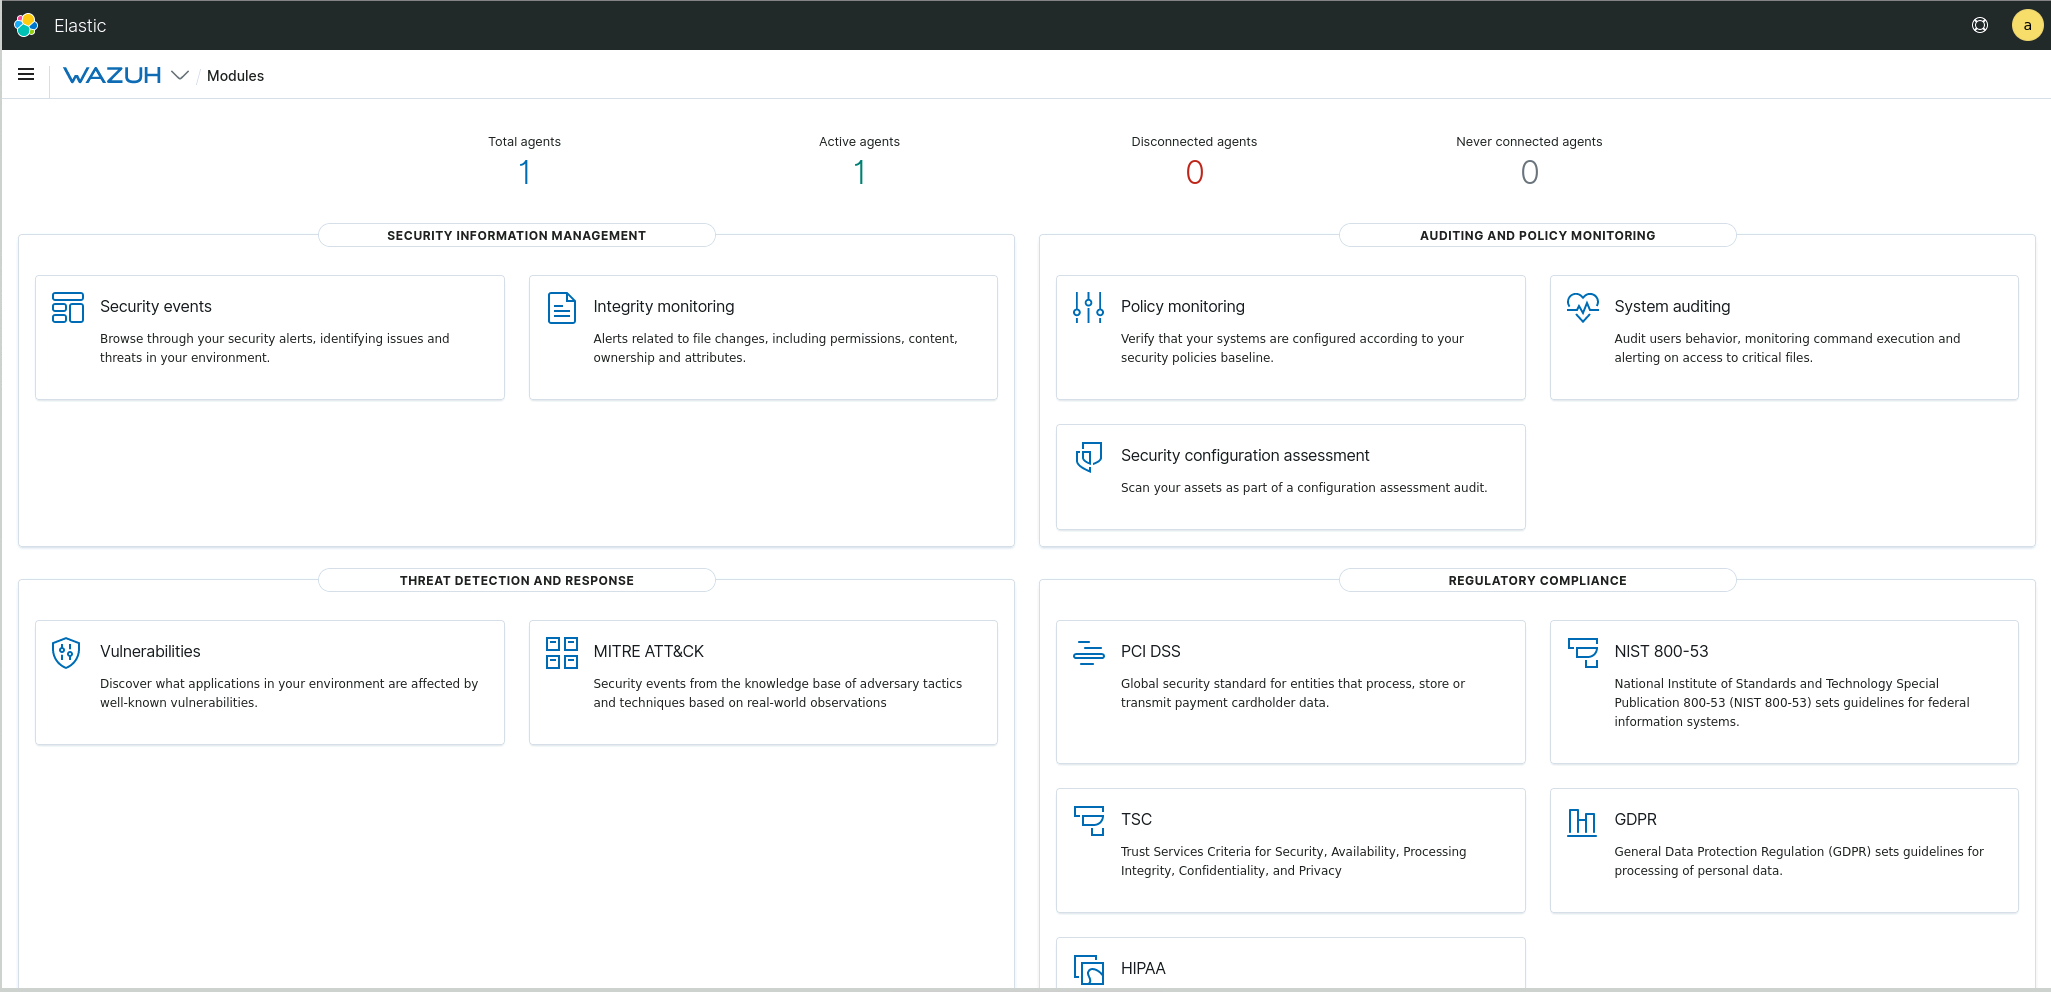 Elastic
a
WAZUH / Modules
Total agents
1
Active agents
1
Disconnected agents
0
Never connected agents
0
SECURITY INFORMATION MANAGEMENT
Security events
Browse through your security alerts, identifying issues and
threats in your environment.
Integrity monitoring
Alerts related to file changes, including permissions, content,
ownership and attributes.
AUDITING AND POLICY MONITORING
Policy monitoring
Verify that your systems are configured according to your
security policies baseline.
System auditing
Audit users behavior, monitoring command execution and
alerting on access to critical files.
Security configuration assessment
Scan your assets as part of a configuration assessment audit.
THREAT DETECTION AND RESPONSE
Vulnerabilities
Discover what applications in your environment are affected by
well-known vulnerabilities.
MITRE ATT&CK
Security events from the knowledge base of adversary tactics
and techniques based on real-world observations
REGULATORY COMPLIANCE
PCI DSS
Global security standard for entities that process, store or
transmit payment cardholder data.
NIST 800-53
National Institute of Standards and Technology Special
Publication 800-53 (NIST 800-53) sets guidelines for federal
information systems.
TSC
Trust Services Criteria for Security, Availability, Processing
Integrity, Confidentiality, and Privacy
GDPR
General Data Protection Regulation (GDPR) sets guidelines for
processing of personal data.
HIPAA